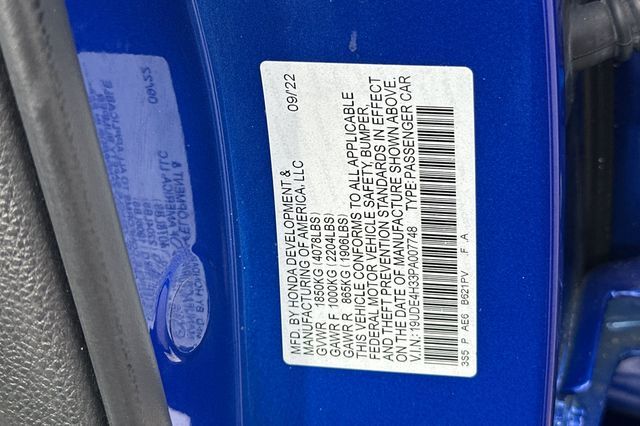 MFD. BY HONDA DEVELOPMENT &
MANUFACTURING OF AMERICA, LLC 09/'22
GVWR 1850KG (4078LBS)
GAWR F 1000KG (2204LBS)
GAWR R 865KG (1906LBS)
THIS VEHICLE CONFORMS TO ALL APPLICABLE
FEDERAL MOTOR VEHICLE SAFETY, BUMPER,
AND THEFT PREVENTION STANDARDS IN EFFECT
ON THE DATE OF MANUFACTURE SHOWN ABOVE.
V.I.N.: 19UDE4H33PA007748 TYPE:PASSENGER CAR
3S5 P AE6 B621PV F . A